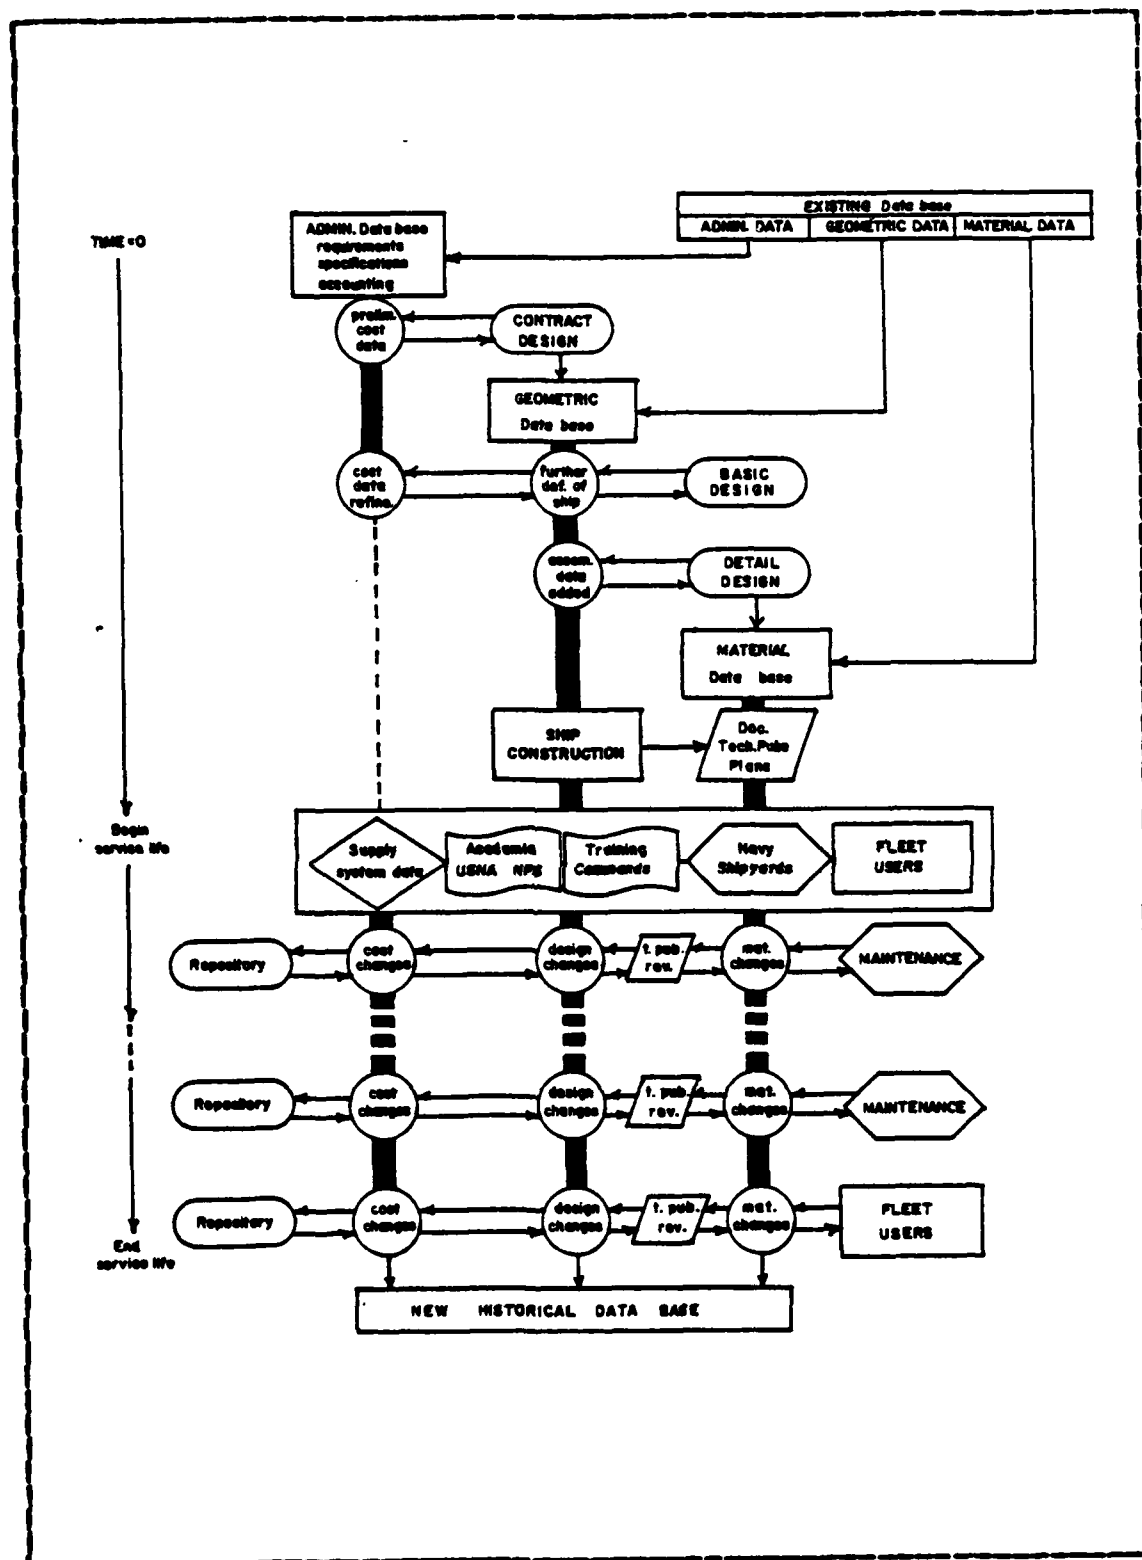 EXISTING Data base
ADMIN. DATA
GEOMETRIC DATA
MATERIAL DATA
TIME=0
ADMIN. Data base
requirements
specifications
accounting
prelim.
cost
data
CONTRACT
DESIGN
GEOMETRIC
Data base
cost
data
refine.
further
def. of
ship
BASIC
DESIGN
assem.
data
added
DETAIL
DESIGN
MATERIAL
Data base
SHIP
CONSTRUCTION
Doc.
Tech. Pubs
Plans
Begin
service life
Supply
system data
Academia
USNA NPS
Training
Commands
Navy
Shipyards
FLEET
USERS
Repository
cost
changes
design
changes
t. pub.
rev.
mat.
changes
MAINTENANCE
Repository
cost
changes
design
changes
t. pub.
rev.
mat.
changes
MAINTENANCE
Repository
cost
changes
design
changes
t. pub.
rev.
mat.
changes
FLEET
USERS
End
service life
NEW HISTORICAL DATA BASE